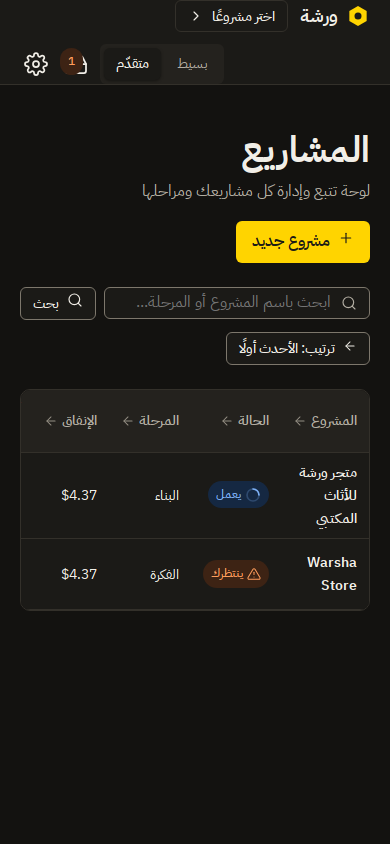 ورشة
اختر مشروعًا
بسيط
متقدّم
1
المشاريع
لوحة تتبع وإدارة كل مشاريعك ومراحلها
مشروع جديد
ابحث باسم المشروع أو المرحلة...
بحث
ترتيب: الأحدث أولًا
المشروع الحالة المرحلة الإنفاق
متجر ورشة
للأثاث
المكتبي
يعمل
البناء
$4.37
Warsha
Store
ينتظرك
الفكرة
$4.37